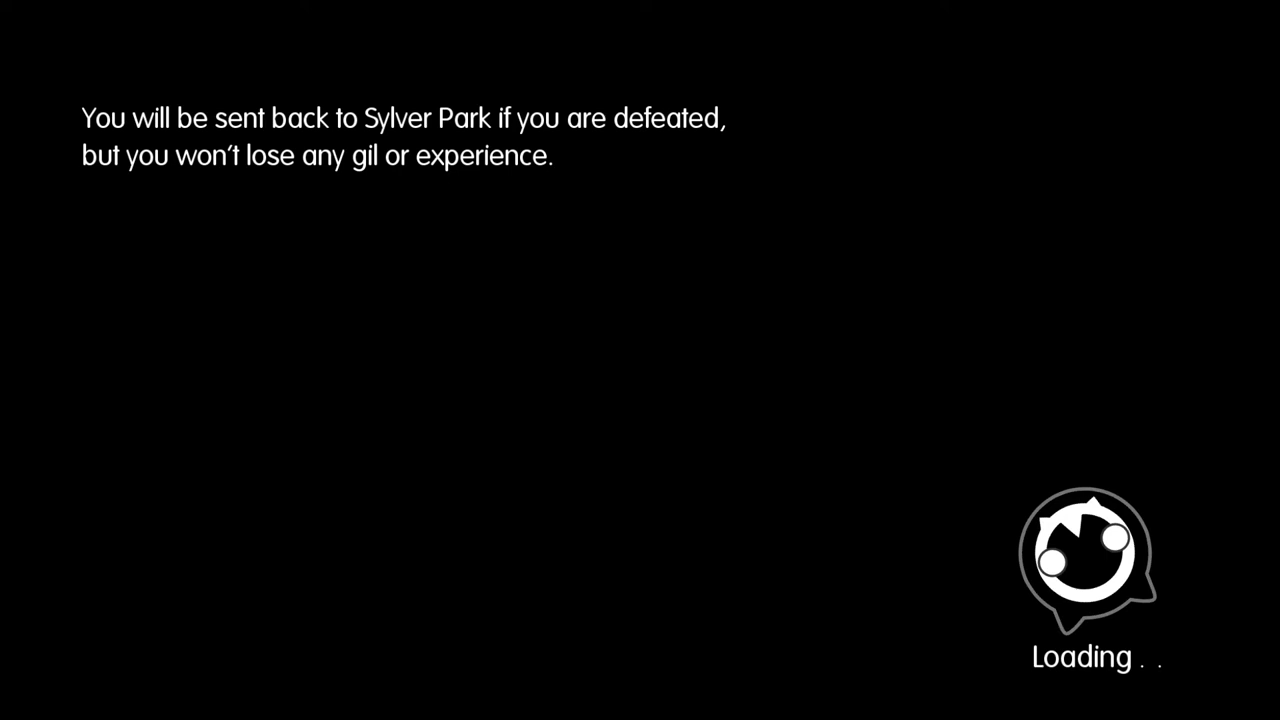 You will be sent back to Sylver Park if you are defeated,
but you won't lose any gil or experience.
Loading . .